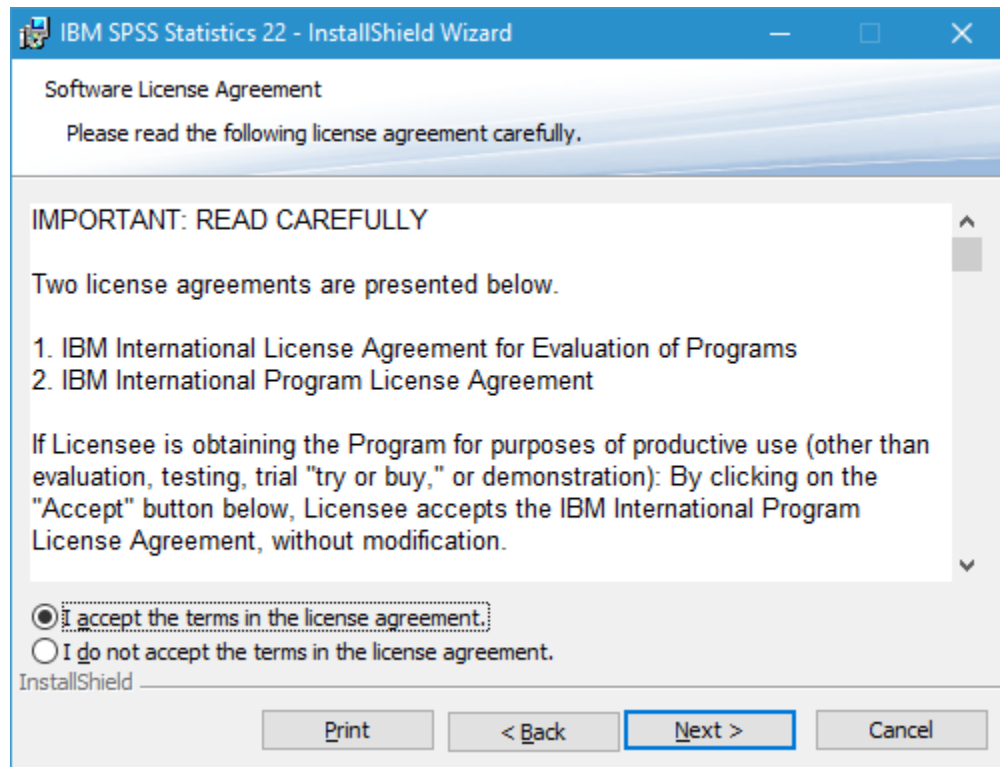 IBM SPSS Statistics 22 - InstallShield Wizard
Software License Agreement
Please read the following license agreement carefully.
IMPORTANT: READ CAREFULLY
Two license agreements are presented below.
1. IBM International License Agreement for Evaluation of Programs
2. IBM International Program License Agreement
If Licensee is obtaining the Program for purposes of productive use (other than
evaluation, testing, trial "try or buy," or demonstration): By clicking on the
"Accept" button below, Licensee accepts the IBM International Program
License Agreement, without modification.
I accept the terms in the license agreement.
I do not accept the terms in the license agreement.
InstallShield
Print < Back Next > Cancel